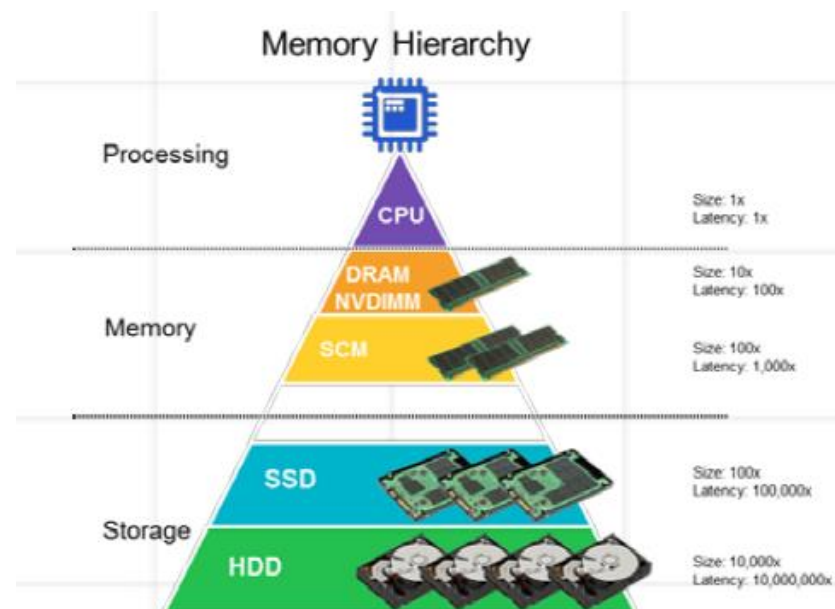 Memory Hierarchy
Processing
CPU
Size: 1x
Latency: 1x
DRAM
NVDIMM
Size: 10x
Latency: 100x
Memory
SCM
Size: 100x
Latency: 1,000x
SSD
Size: 100x
Latency: 100,000x
Storage
HDD
Size: 10,000x
Latency: 10,000,000x